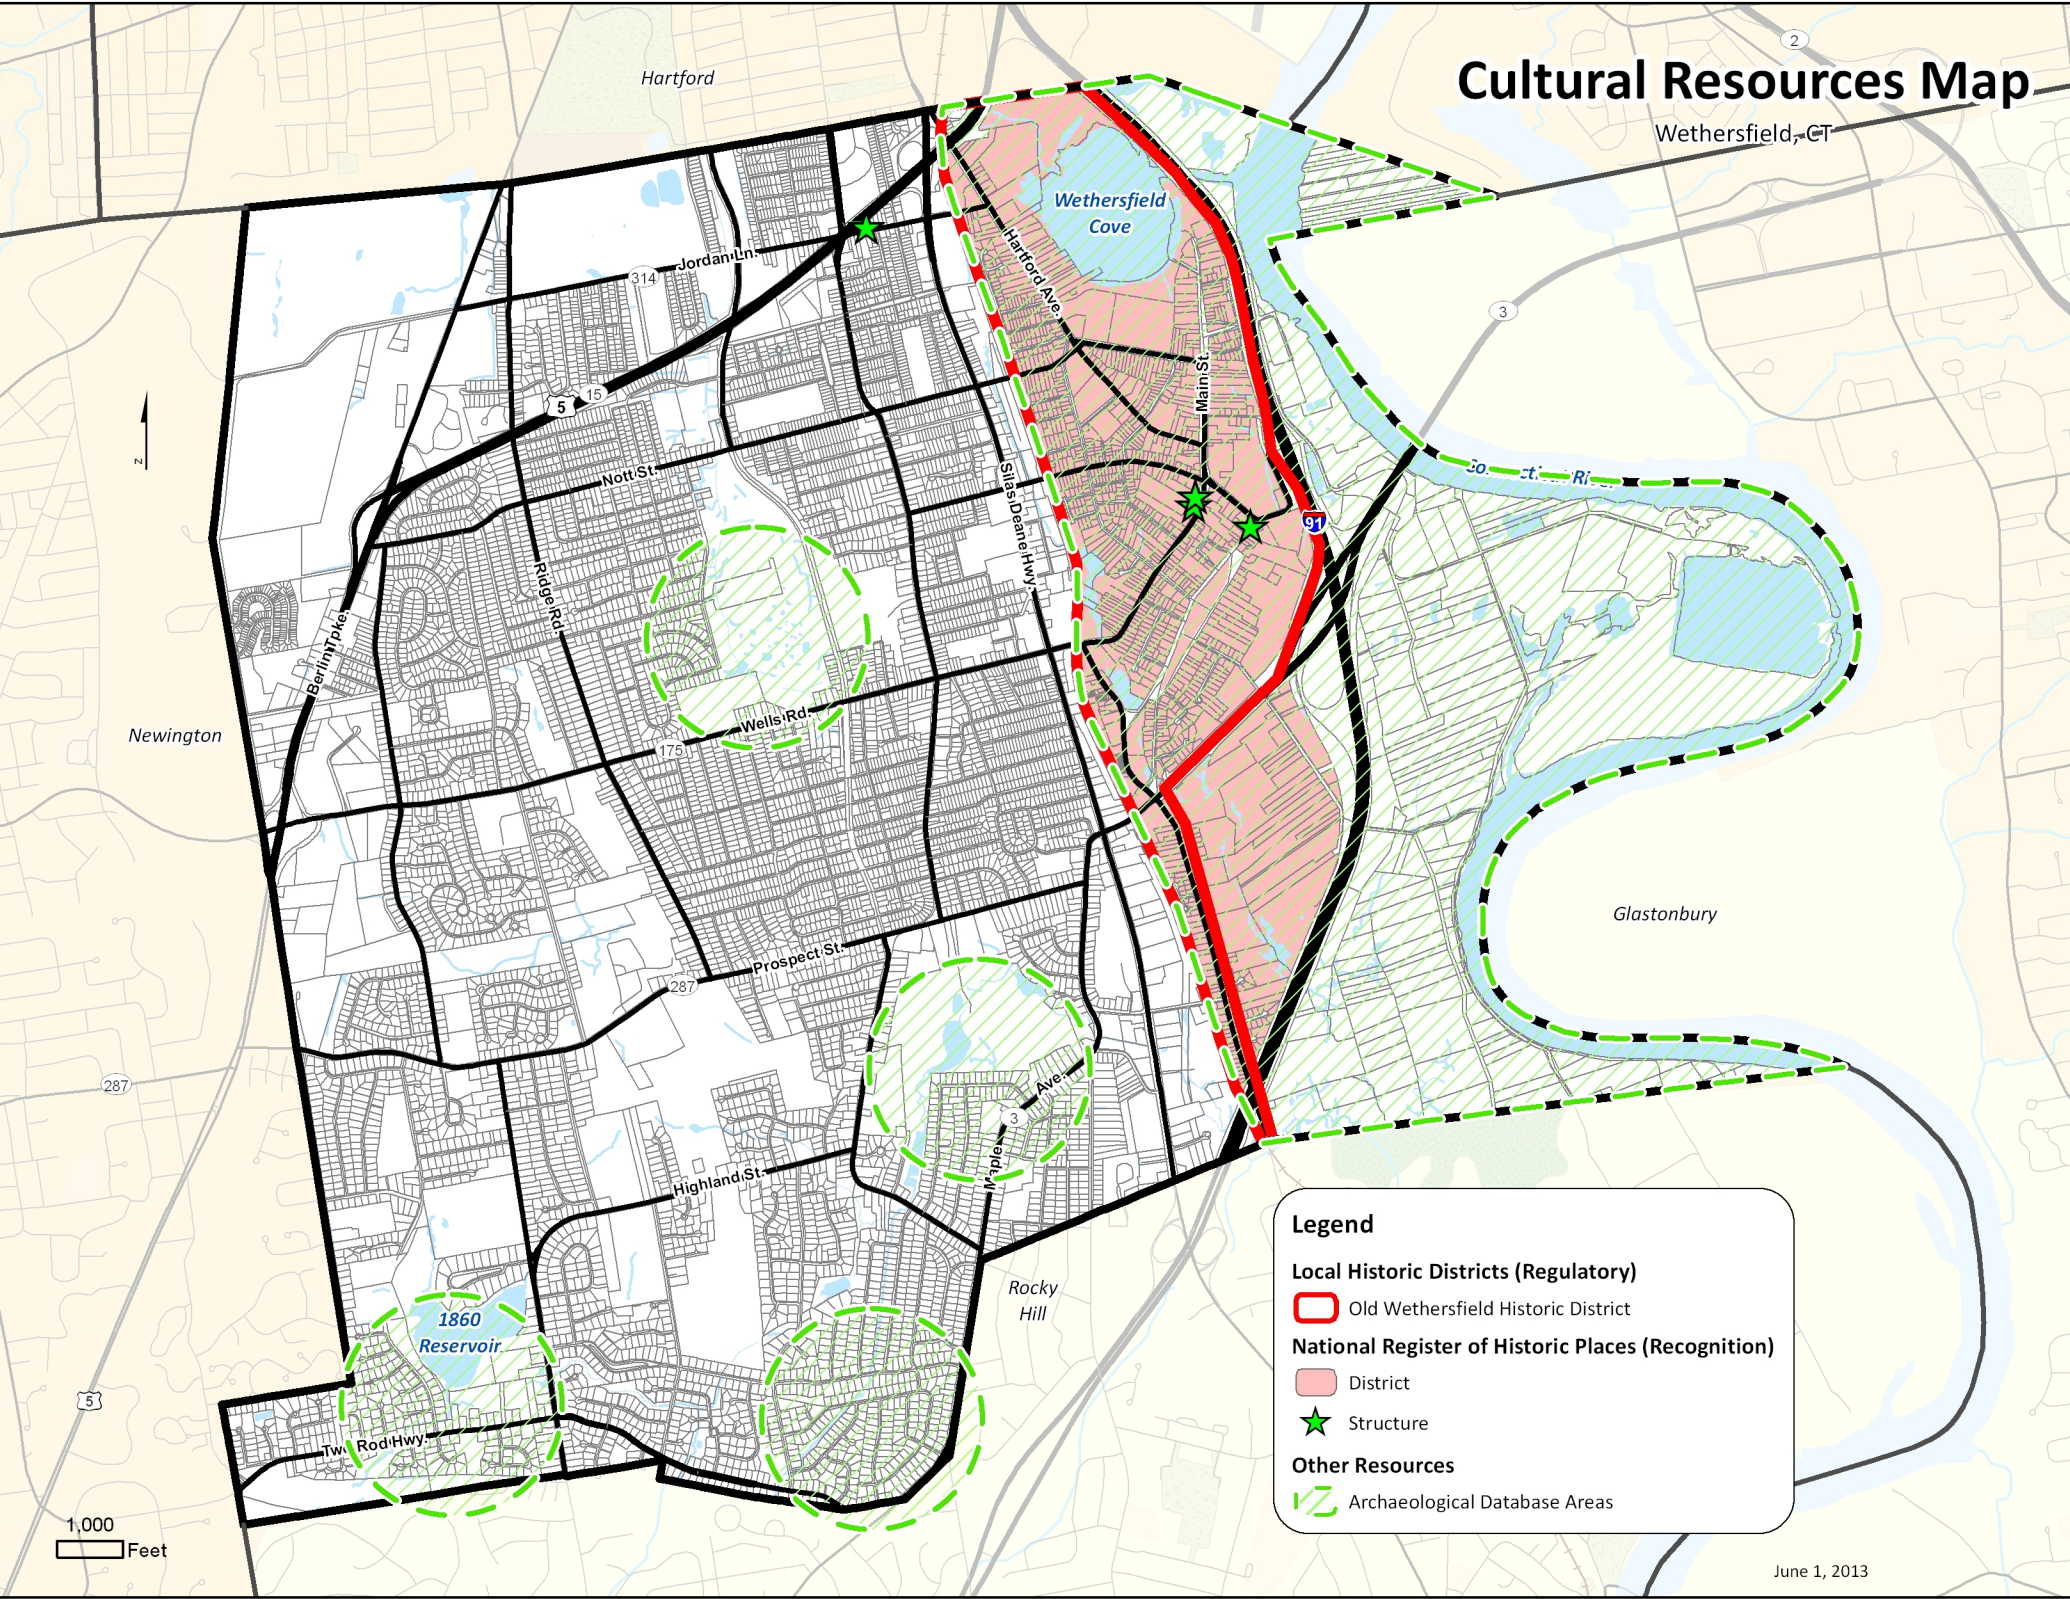 Cultural Resources Map
Wethersfield, CT
Hartford
2
Wethersfield
Cove
Jordan Ln.
314
Hartford Ave.
3
15
5
Main St.
Nott St.
Silas Deane Hwy.
Connecticut River
91
Ridge Rd.
Berlin Tpke.
Newington
Wells Rd.
175
Glastonbury
Prospect St.
287
287
Maple Ave.
3
Highland St.
Rocky
Hill
1860
Reservoir
5
Two Rod Hwy.
z
1,000
Feet
Legend
Local Historic Districts (Regulatory)
Old Wethersfield Historic District
National Register of Historic Places (Recognition)
District
Structure
Other Resources
Archaeological Database Areas
June 1, 2013